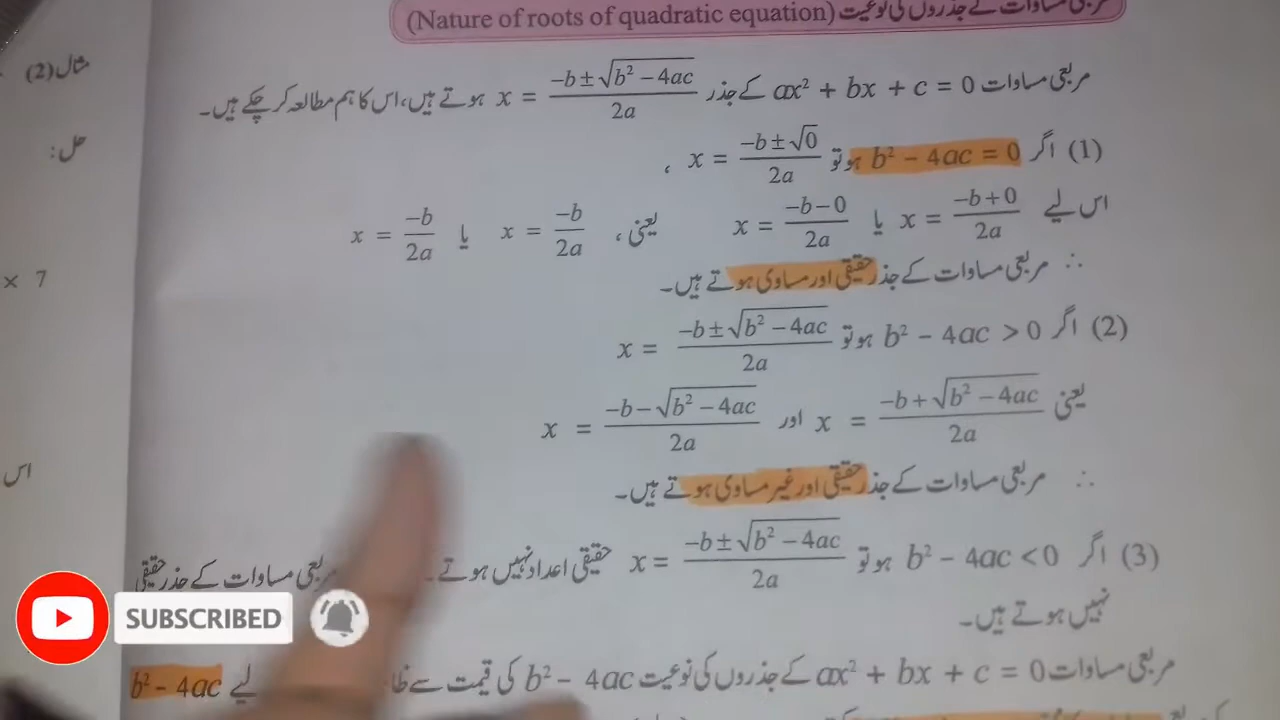 مربعی مساوات کے جذروں کی نوعیت (Nature of roots of quadratic equation)
مربعی مساوات ax² + bx + c = 0 کے جذر x = (-b ± √(b² - 4ac))/2a ہوتے ہیں، اس کا ہم مطالعہ کر چکے ہیں۔
(1) اگر b² - 4ac = 0 ہو تو x = (-b ± √0)/2a ،
اس لیے x = (-b + 0)/2a یا x = (-b - 0)/2a یعنی، x = -b/2a یا x = -b/2a
∴ مربعی مساوات کے جذر حقیقی اور مساوی ہوتے ہیں۔
(2) اگر b² - 4ac > 0 ہو تو x = (-b ± √(b² - 4ac))/2a
یعنی x = (-b + √(b² - 4ac))/2a اور x = (-b - √(b² - 4ac))/2a
∴ مربعی مساوات کے جذر حقیقی اور غیر مساوی ہوتے ہیں۔
(3) اگر b² - 4ac < 0 ہو تو x = (-b ± √(b² - 4ac))/2a حقیقی اعداد نہیں ہوتے مربعی مساوات کے جذر حقیقی
نہیں ہوتے ہیں۔
مربعی مساوات ax² + bx + c = 0 کے جذروں کی نوعیت b² - 4ac کی قیمت سے لیے b² - 4ac
مثال (2)
حل:
× 7
اس
SUBSCRIBED